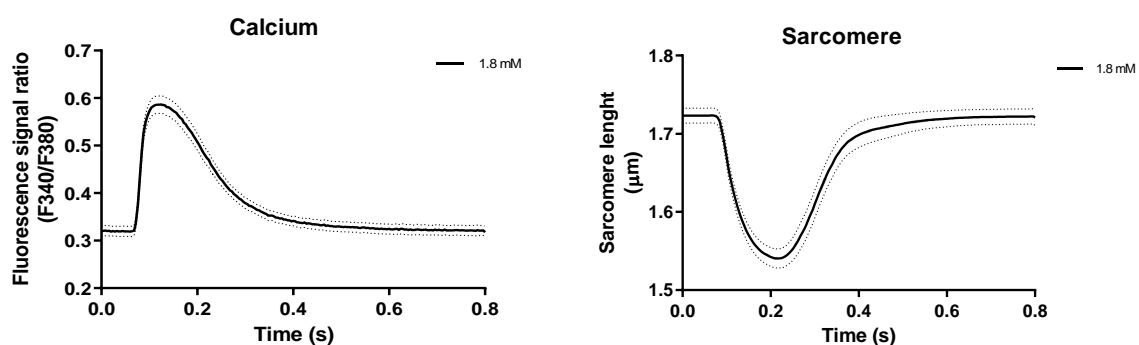 Calcium
Fluorescence signal ratio
(F340/F380)
0.7
0.6
0.5
0.4
0.3
0.2
0.0
0.2
0.4
0.6
0.8
Time (s)
1.8 mM
Sarcomere
Sarcomere lenght
(μm)
1.8
1.7
1.6
1.5
0.0
0.2
0.4
0.6
0.8
Time (s)
1.8 mM